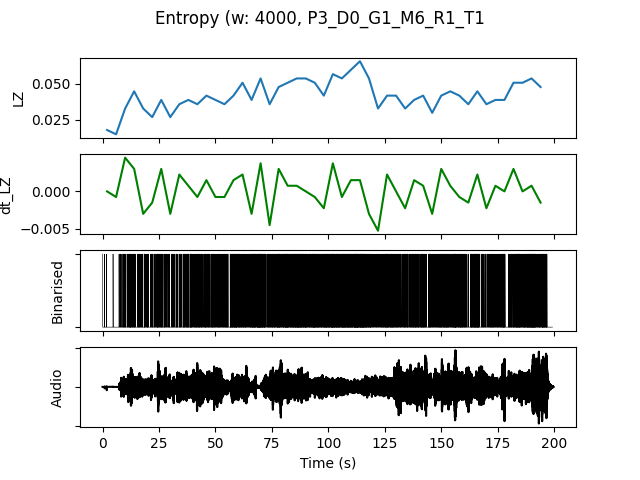 Entropy (w: 4000, P3_D0_G1_M6_R1_T1
0.050
0.025
LZ
0.000
−0.005
dt_LZ
Binarised
Audio
0 25 50 75 100 125 150 175 200
Time (s)